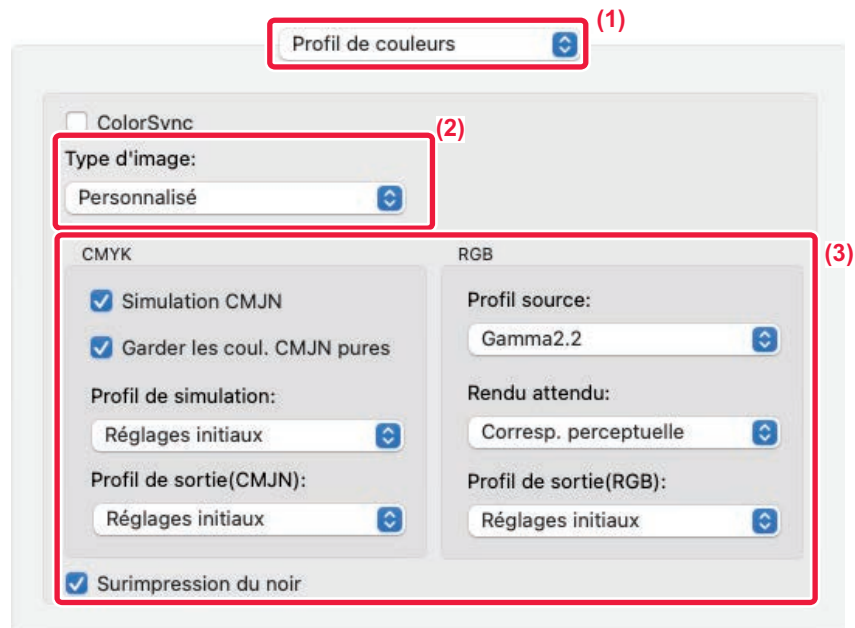 (1)
Profil de couleurs
ColorSync
(2)
Type d'image:
Personnalisé
(3)
CMYK
Simulation CMJN
Garder les coul. CMJN pures
Profil de simulation:
Réglages initiaux
Profil de sortie(CMJN):
Réglages initiaux
RGB
Profil source:
Gamma2.2
Rendu attendu:
Corresp. perceptuelle
Profil de sortie(RGB):
Réglages initiaux
Surimpression du noir